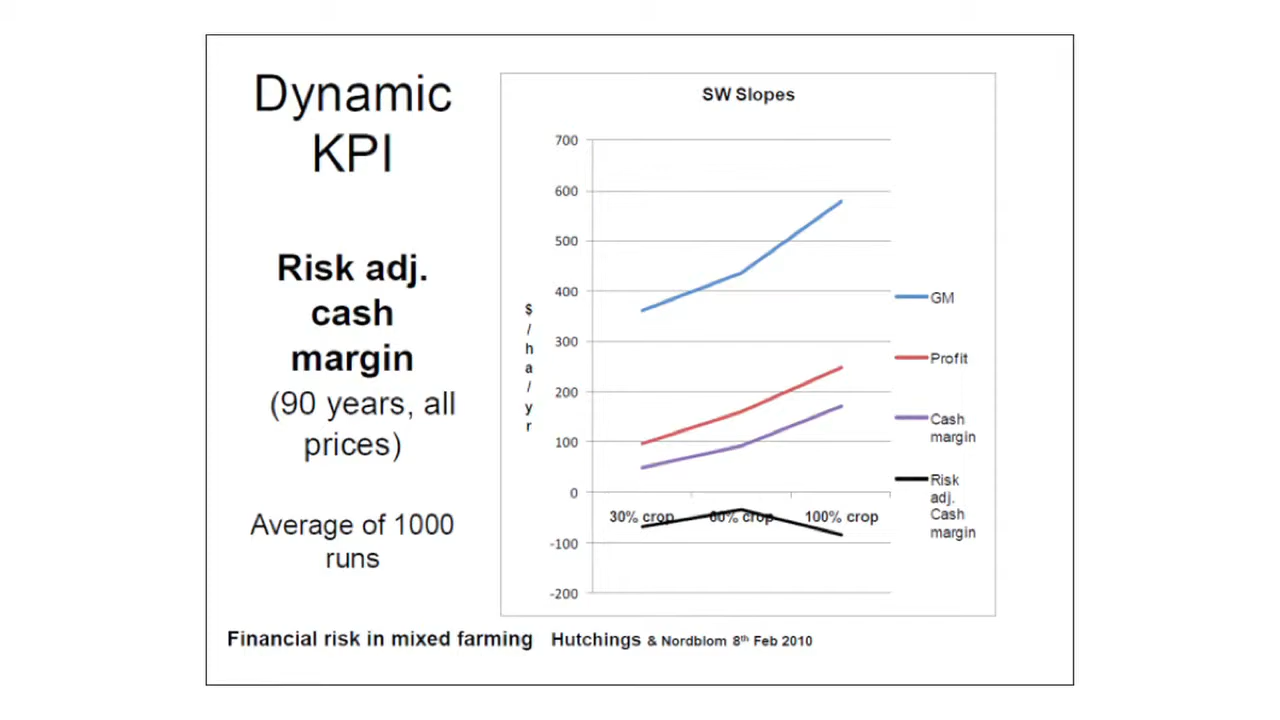 Dynamic
KPI
Risk adj.
cash
margin
(90 years, all
prices)
Average of 1000
runs
SW Slopes
700
600
500
400
300
200
100
0
-100
-200
$
/
h
a
/
y
r
30% crop
60% crop
100% crop
GM
Profit
Cash
margin
Risk
adj.
Cash
margin
Financial risk in mixed farming Hutchings & Nordblom 8th Feb 2010